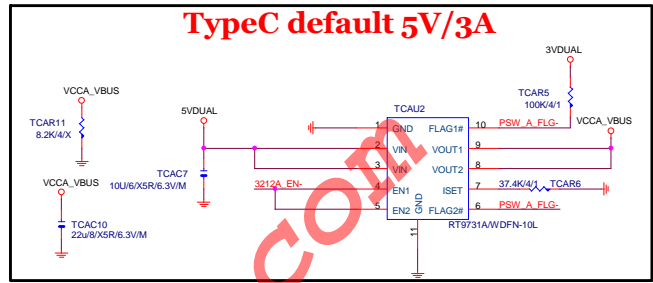 TypeC default 5V/3A
3VDUAL
VCCA_VBUS
TCAR5
100K/4/1
VCCA_VBUS
TCAR11
8.2K/4/X
5VDUAL
TCAU2
1 GND FLAG1# 10 PSW_A_FLG-
2 VIN VOUT1 9
3 VIN VOUT2 8
TCAC7
10U/6/X5R/6.3V/M
VCCA_VBUS
3212A_EN- 4 EN1 ISET 7 37.4K/4/1 TCAR6
5 EN2 GND FLAG2# 6 PSW_A_FLG-
TCAC10
22u/8/X5R/6.3V/M
11
RT9731A/WDFN-10L
com